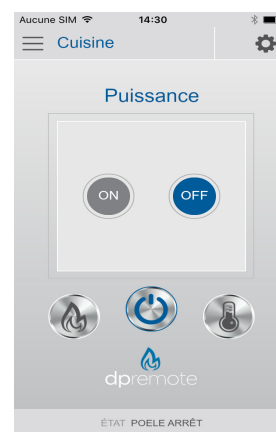 Aucune SIM 14:30
Cuisine
Puissance
ON OFF
dpremote
ÉTAT POELE ARRÊT